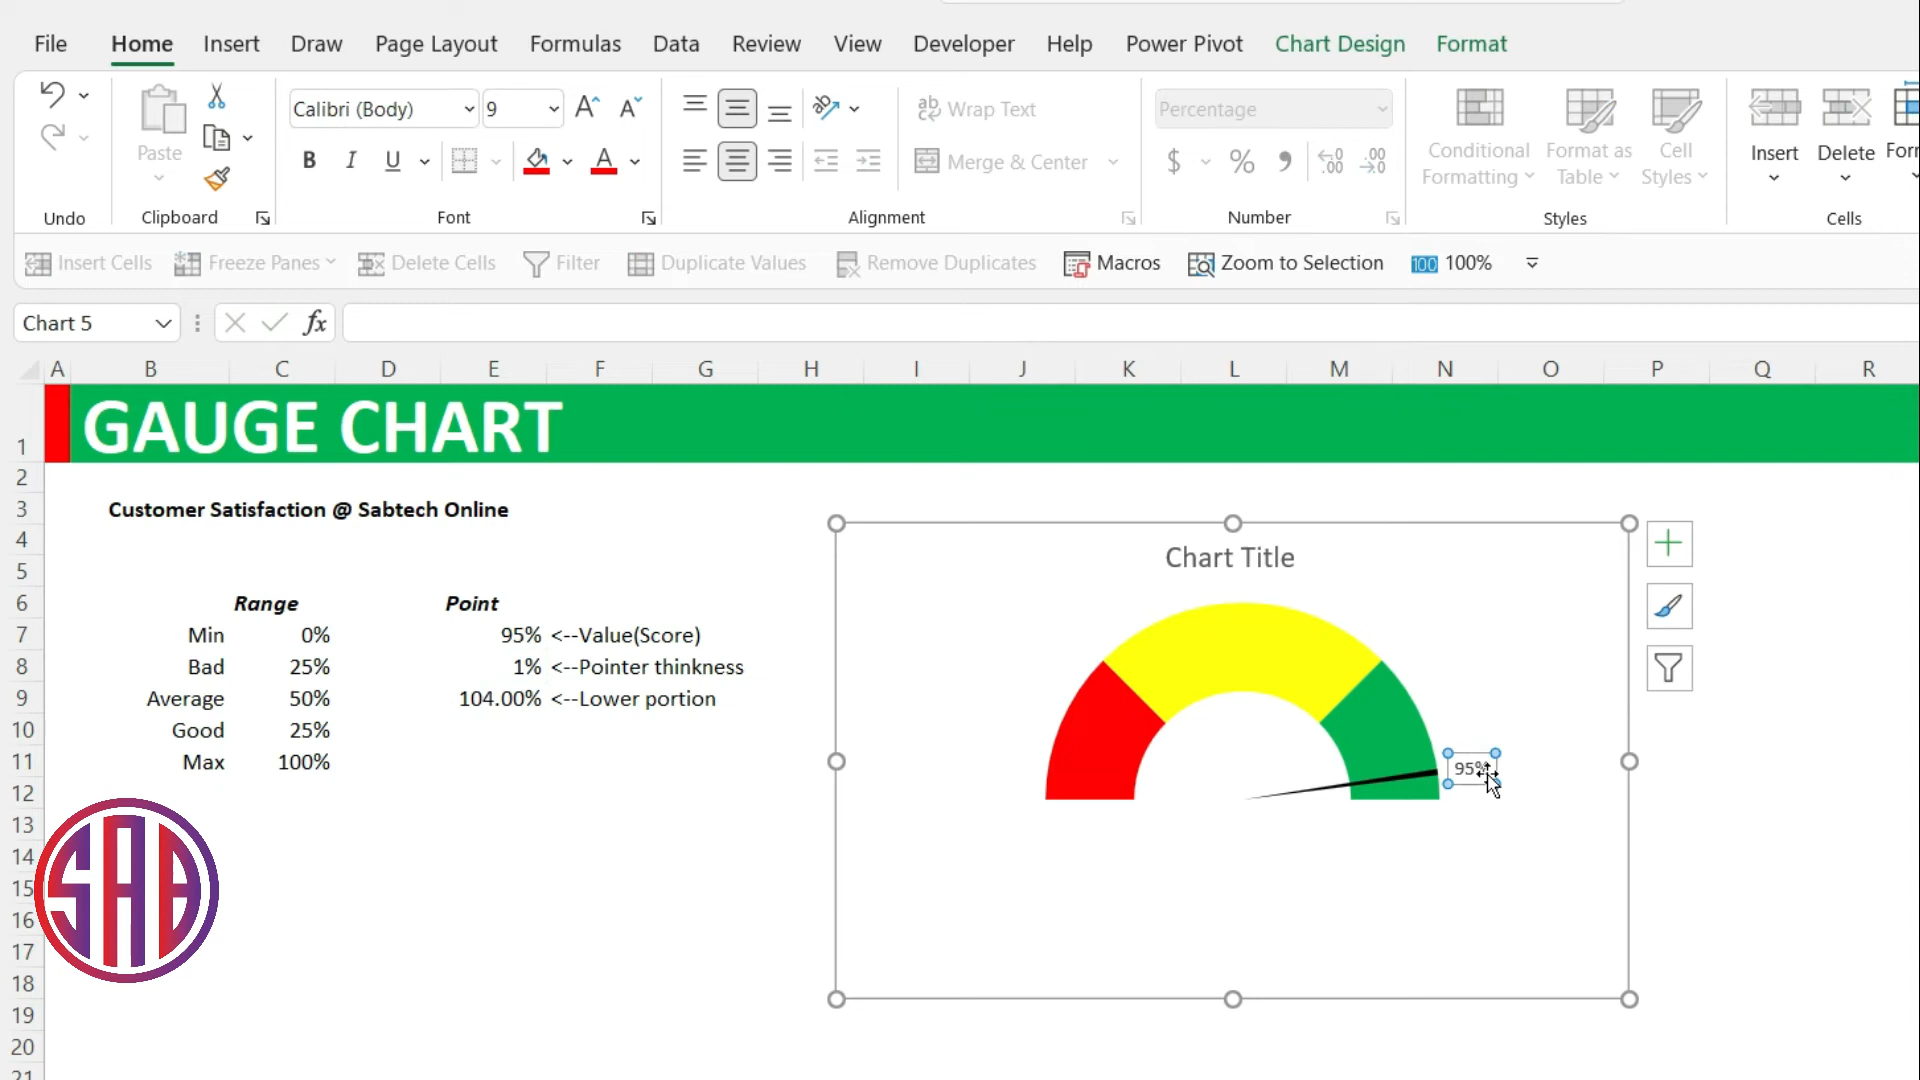 File Home Insert Draw Page Layout Formulas Data Review View Developer Help Power Pivot Chart Design Format
Calibri (Body) 9 Wrap Text Percentage
Paste B I U A Merge & Center $ % Conditional Formatting Format as Table Cell Styles Insert Delete For
Undo Clipboard Font Alignment Number Styles Cells
Insert Cells Freeze Panes Delete Cells Filter Duplicate Values Remove Duplicates Macros Zoom to Selection 100 100%
Chart 5 fx
A B C D E F G H I J K L M N O P Q R
1 GAUGE CHART
2
3 Customer Satisfaction @ Sabtech Online
4 Chart Title
5
6 Range Point
7 Min 0% 95% <--Value(Score)
8 Bad 25% 1% <--Pointer thinkness
9 Average 50% 104.00% <--Lower portion
10 Good 25%
11 Max 100% 95%
12
13
14
15 SAB
16
17
18
19
20
21